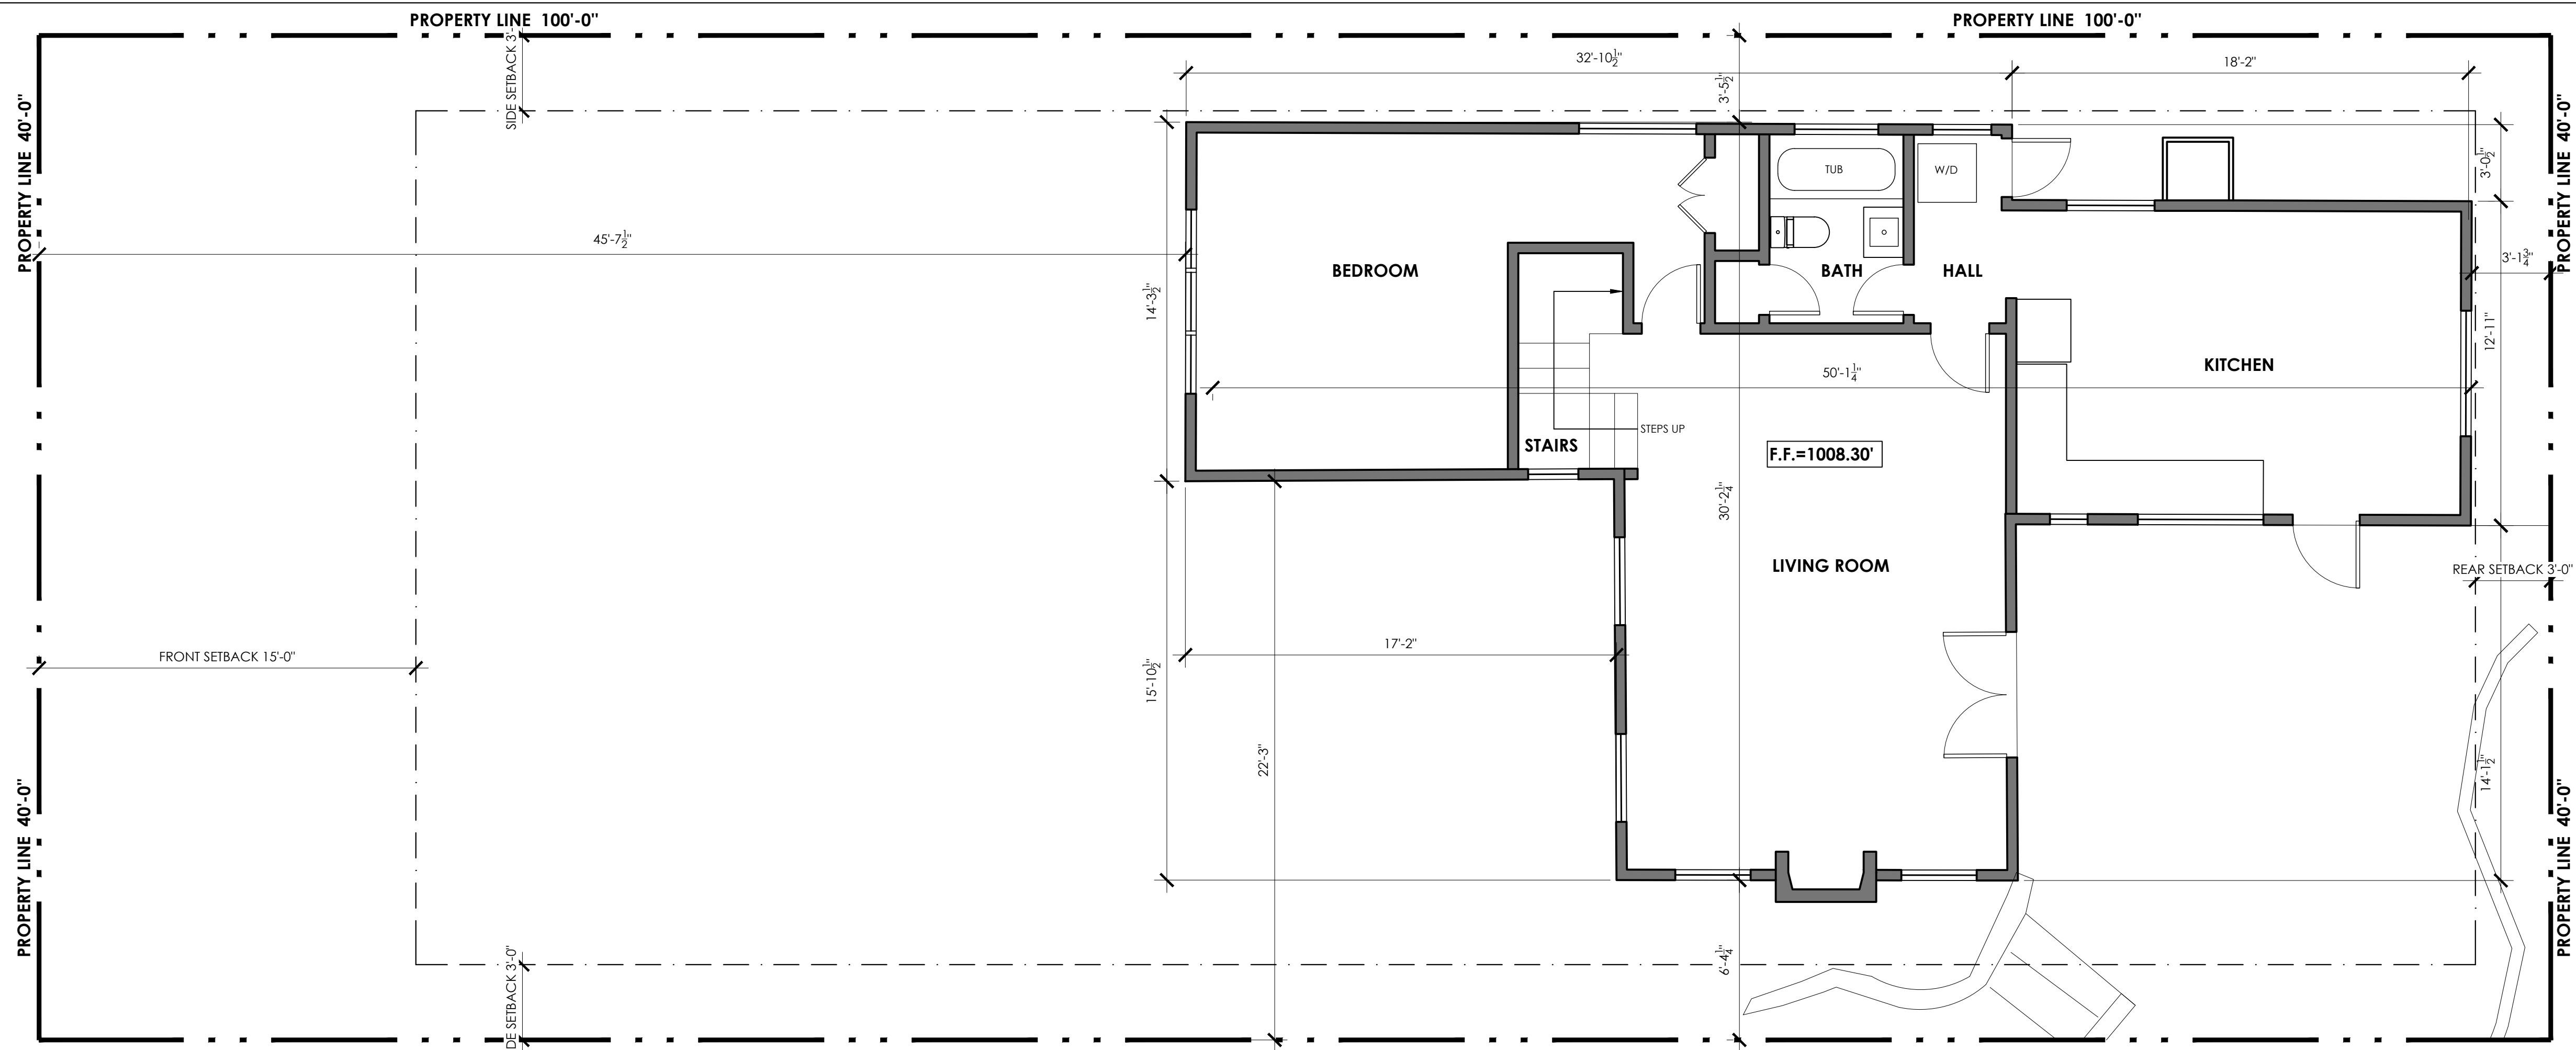 PROPERTY LINE 100'-0"
PROPERTY LINE 100'-0"
SIDE SETBACK 3'-
32'-10½"
18'-2"
3'-5½"
PROPERTY LINE 40'-0"
PROPERTY LINE 40'-0"
TUB
W/D
3'-0½"
45'-7½"
3'-1¾"
BEDROOM
BATH
HALL
14'-3½"
12'-11"
KITCHEN
50'-1¼"
STEPS UP
STAIRS
F.F.=1008.30'
30'-2¼"
LIVING ROOM
REAR SETBACK 3'-0"
FRONT SETBACK 15'-0"
17'-2"
15'-10½"
22'-3"
14'-1½"
PROPERTY LINE 40'-0"
PROPERTY LINE 40'-0"
6'-4¼"
DE SETBACK 3'-0"